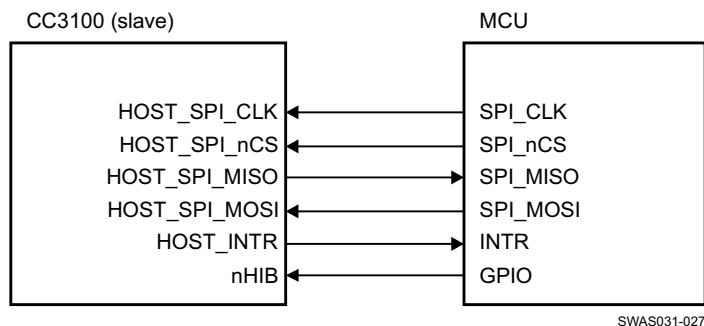 CC3100 (slave) MCU
HOST_SPI_CLK SPI_CLK
HOST_SPI_nCS SPI_nCS
HOST_SPI_MISO SPI_MISO
HOST_SPI_MOSI SPI_MOSI
HOST_INTR INTR
nHIB GPIO
SWAS031-027